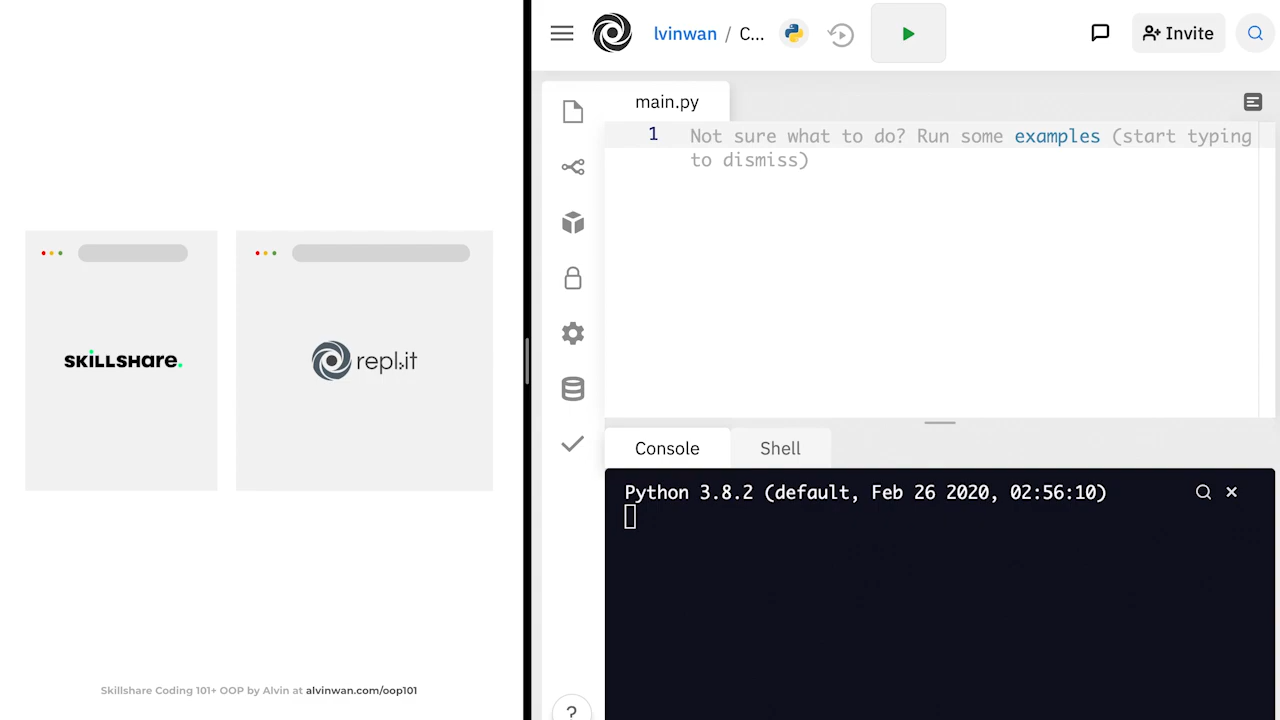 lvinwan / C...
Invite
main.py
1 Not sure what to do? Run some examples (start typing
to dismiss)
SKILLSHARE.
repl.it
Console
Shell
Python 3.8.2 (default, Feb 26 2020, 02:56:10)
Skillshare Coding 101+ OOP by Alvin at alvinwan.com/oop101
?